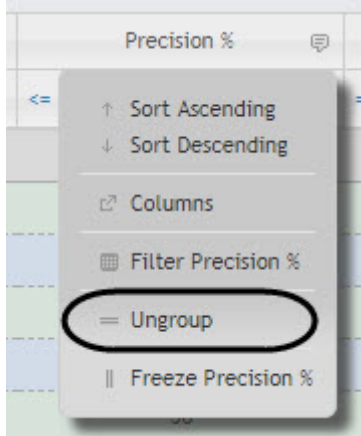 Precision %
<=
Sort Ascending
Sort Descending
Columns
Filter Precision %
Ungroup
Freeze Precision %